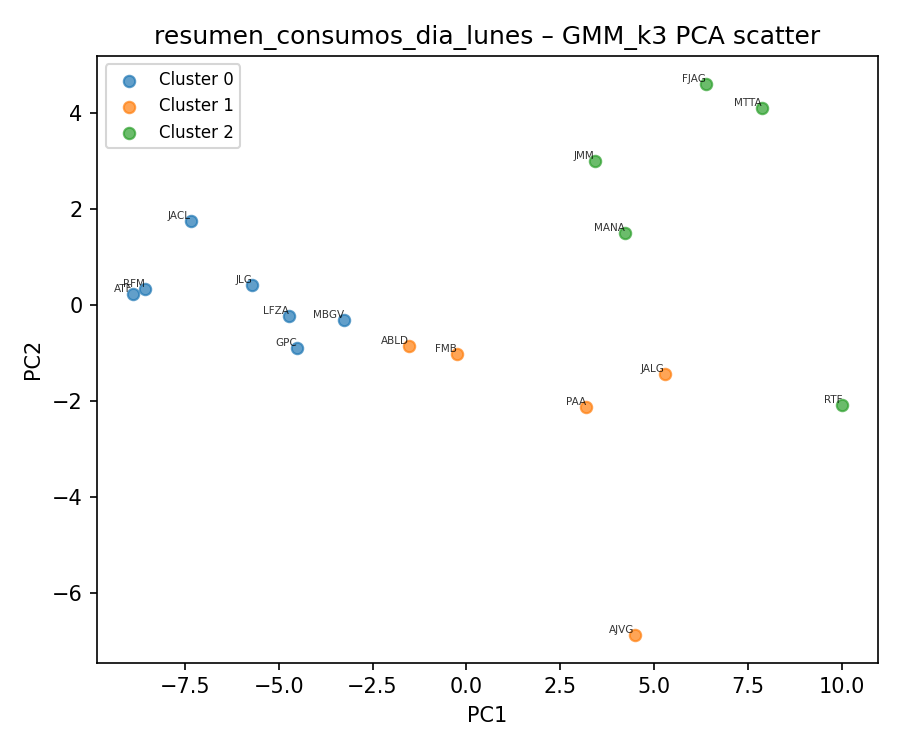 resumen_consumos_dia_lunes – GMM_k3 PCA scatter
Cluster 0
Cluster 1
Cluster 2
FJAG
MTTA
JMM
MANA
JACL
RFM
JLG
LFZA
MBGV
GPC
ABLD
FMB
JALG
PAA
RTF
AJVG
4
2
0
−2
−4
−6
PC2
−7.5
−5.0
−2.5
0.0
2.5
5.0
7.5
10.0
PC1